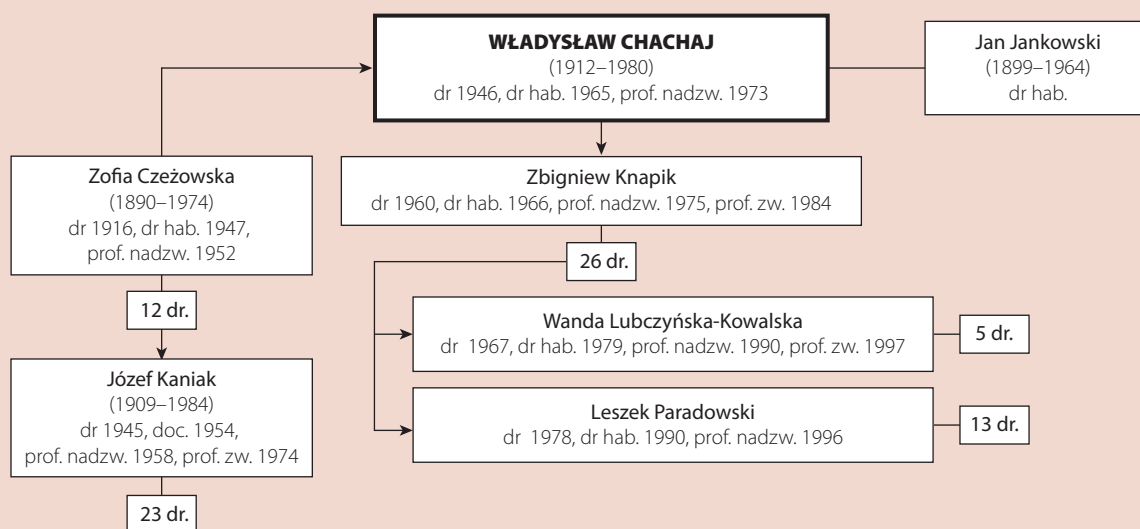 WŁADYSŁAW CHACHAJ
(1912–1980)
dr 1946, dr hab. 1965, prof. nadzw. 1973
Jan Jankowski
(1899–1964)
dr hab.
Zofia Czeżowska
(1890–1974)
dr 1916, dr hab. 1947,
prof. nadzw. 1952
Zbigniew Knapik
dr 1960, dr hab. 1966, prof. nadzw. 1975, prof. zw. 1984
26 dr.
12 dr.
Wanda Lubczyńska-Kowalska
dr 1967, dr hab. 1979, prof. nadzw. 1990, prof. zw. 1997
5 dr.
Józef Kaniak
(1909–1984)
dr 1945, doc. 1954,
prof. nadzw. 1958, prof. zw. 1974
Leszek Paradowski
dr 1978, dr hab. 1990, prof. nadzw. 1996
13 dr.
23 dr.